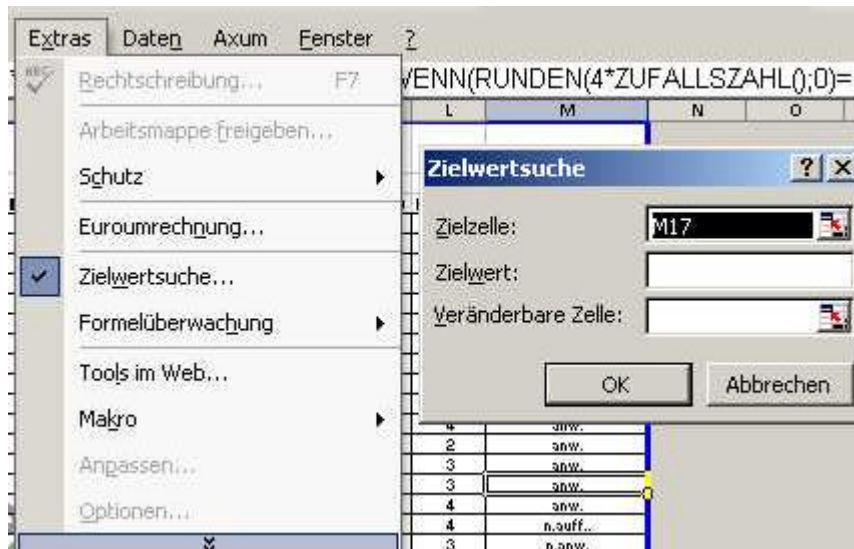 Extras Daten Axum Fenster ?
Rechtschreibung... F7
WENN(RUNDEN(4*ZUFALLSZAHL();0)=
Arbeitsmappe freigeben...
Schutz
Euroumrechnung...
Zielwertsuche...
Formelüberwachung
Tools im Web...
Makro
Anpassen...
Optionen...
L M N O
Zielwertsuche
Zielzelle: M17
Zielwert:
Veränderbare Zelle:
OK Abbrechen
4 anw.
2 anw.
3 anw.
3 anw.
4 anw.
4 n.auff..
3 n.anw.